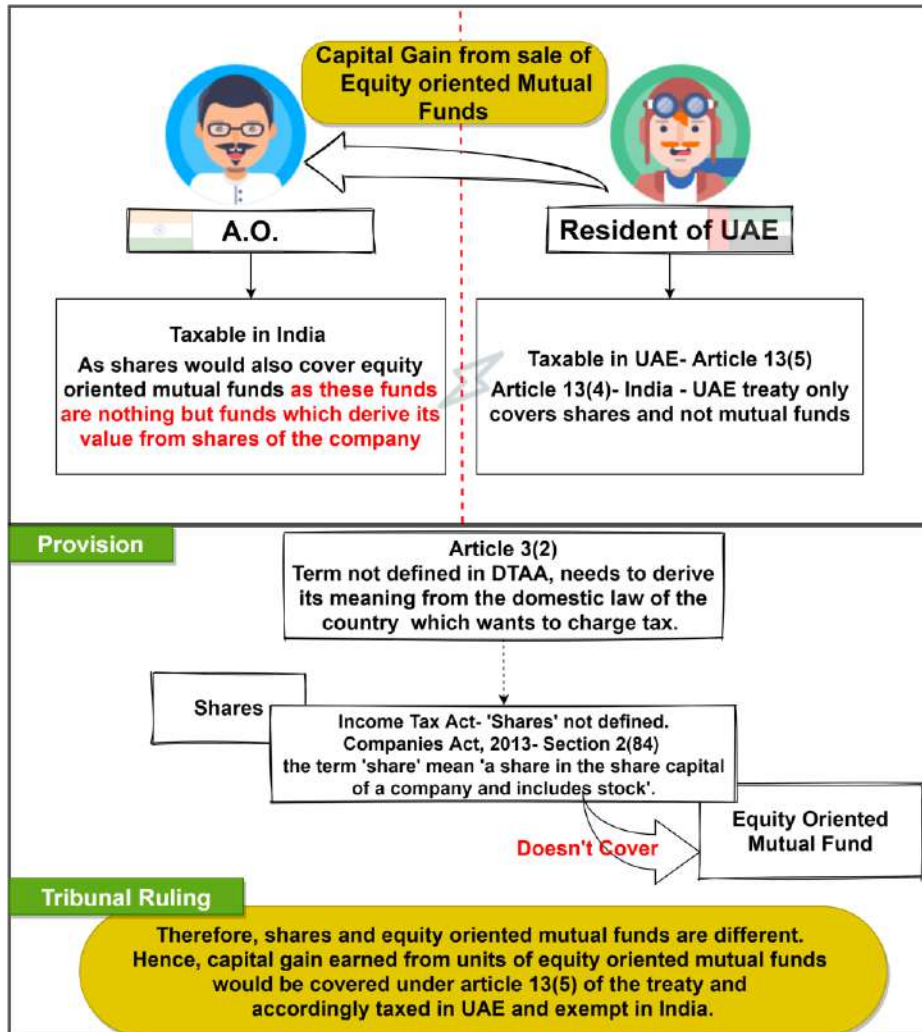 Capital Gain from sale of
Equity oriented Mutual
Funds
A.O.
Resident of UAE
Taxable in India
As shares would also cover equity
oriented mutual funds as these funds
are nothing but funds which derive its
value from shares of the company
Taxable in UAE- Article 13(5)
Article 13(4)- India - UAE treaty only
covers shares and not mutual funds
Provision
Article 3(2)
Term not defined in DTAA, needs to derive
its meaning from the domestic law of the
country which wants to charge tax.
Shares
Income Tax Act- 'Shares' not defined.
Companies Act, 2013- Section 2(84)
the term 'share' mean 'a share in the share capital
of a company and includes stock'.
Doesn't Cover
Equity Oriented
Mutual Fund
Tribunal Ruling
Therefore, shares and equity oriented mutual funds are different.
Hence, capital gain earned from units of equity oriented mutual funds
would be covered under article 13(5) of the treaty and
accordingly taxed in UAE and exempt in India.